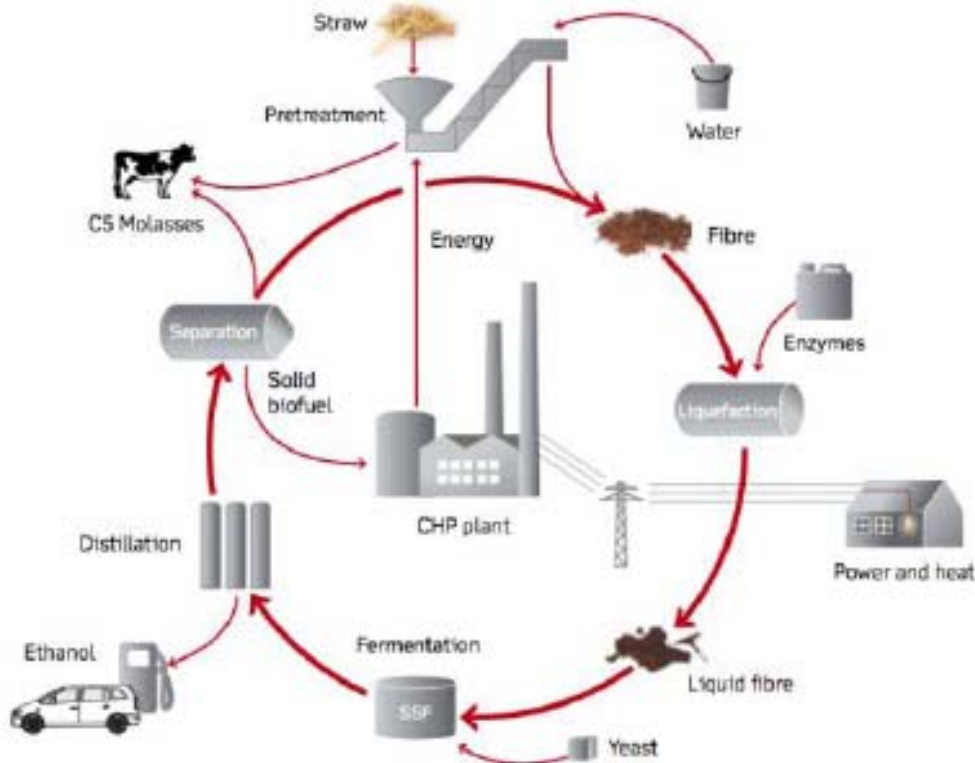 Straw
Pretreatment
Water
C5 Molasses
Energy
Fibre
Separation
Enzymes
Solid
biofuel
Liquefaction
CHP plant
Distillation
Power and heat
Fermentation
Ethanol
Liquid fibre
SSF
Yeast